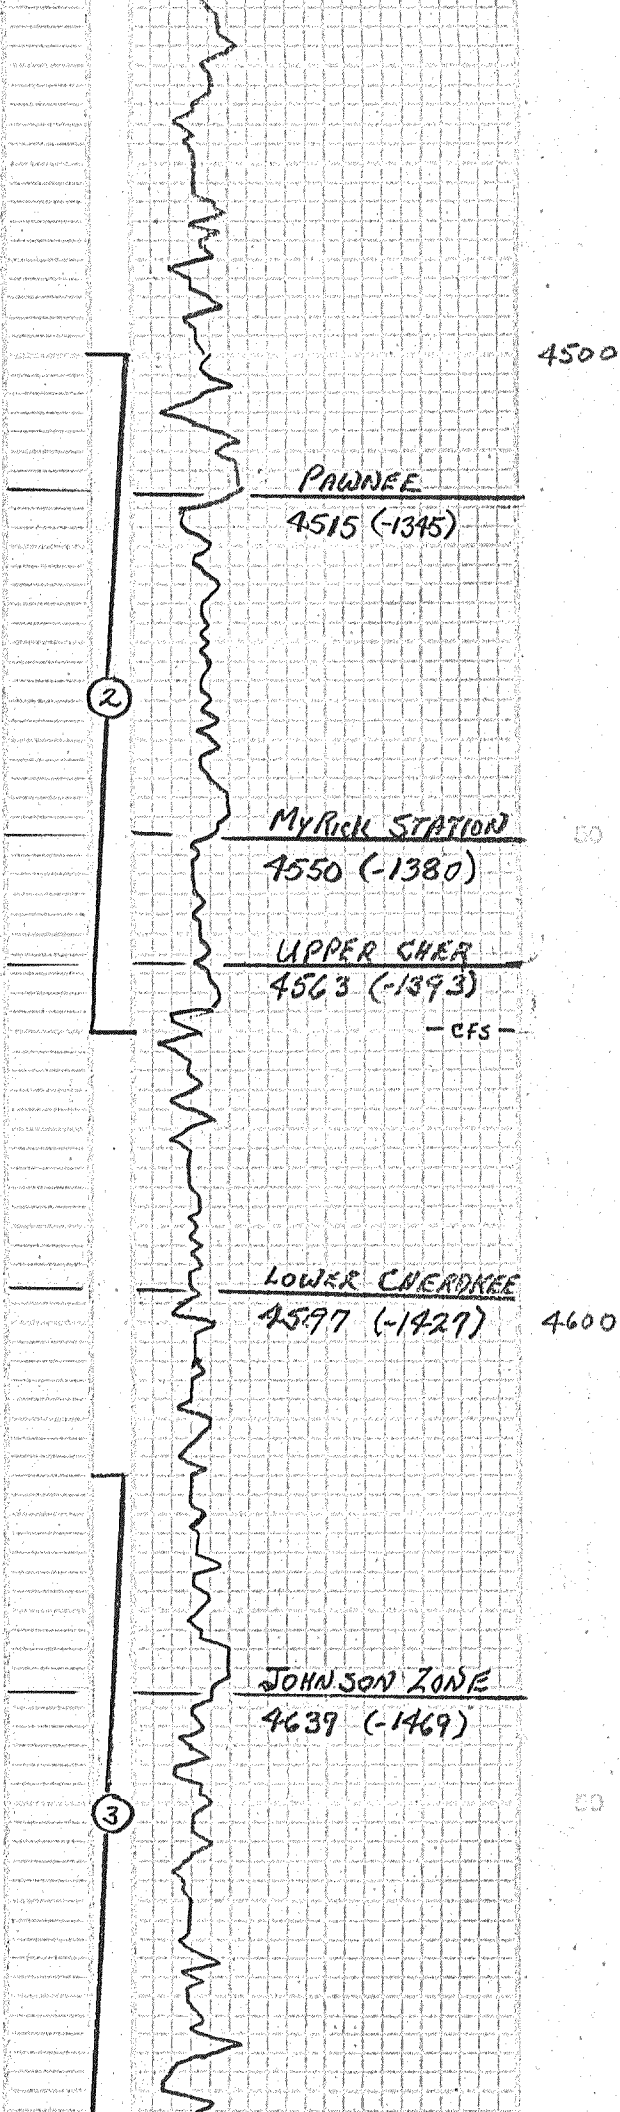 4500
PAWNEE
4515 (-1345)
2
MYRICK STATION
50
4550 (-1380)
UPPER CHER
4563 (-1393)
- CFS -
LOWER CHEROKEE
4597 (-1427)
4600
JOHNSON ZONE
4639 (-1469)
50
3